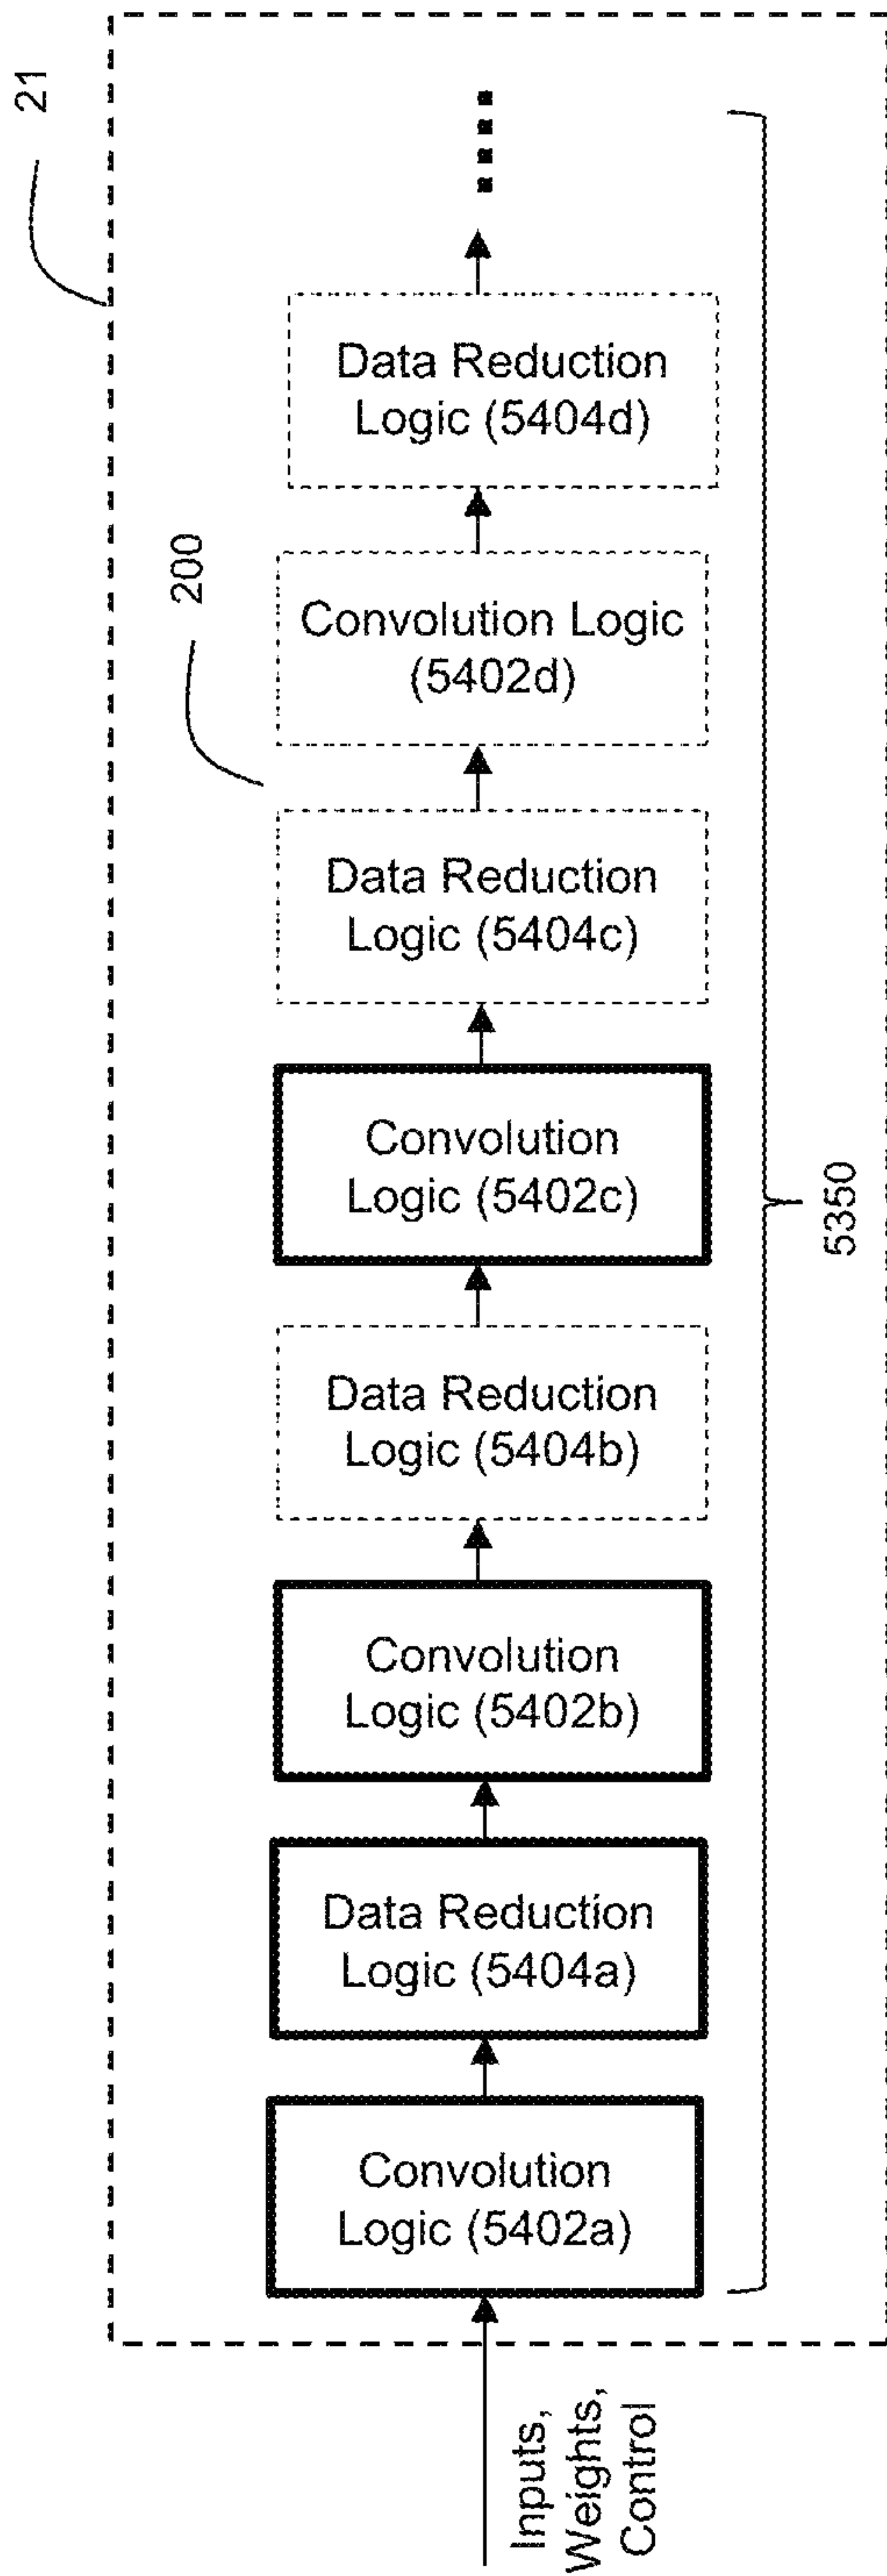 21
Data Reduction
Logic (5404d)
200
Convolution Logic
(5402d)
Data Reduction
Logic (5404c)
Convolution
Logic (5402c)
5350
Data Reduction
Logic (5404b)
Convolution
Logic (5402b)
Data Reduction
Logic (5404a)
Convolution
Logic (5402a)
Inputs,
Weights,
Control